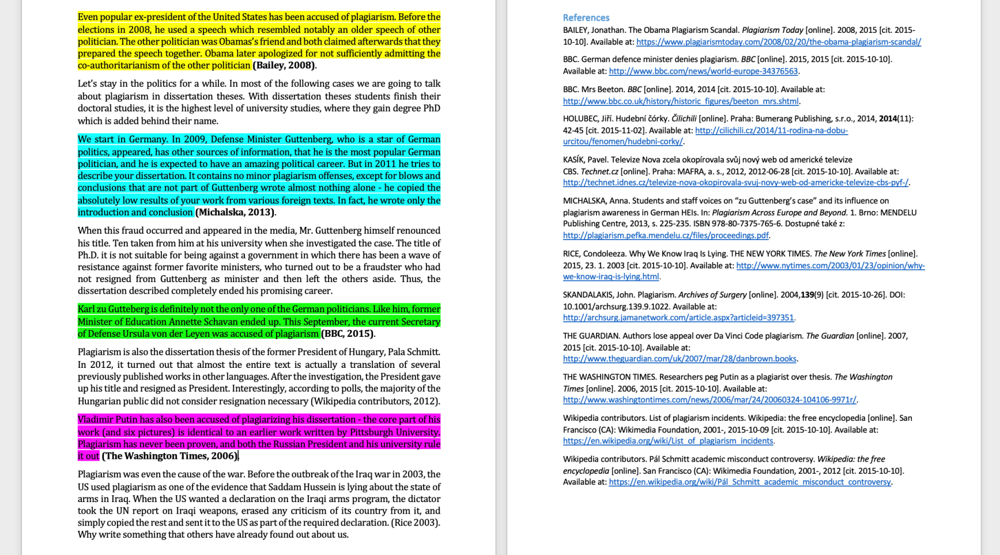 Even popular ex-president of the United States has been accused of plagiarism. Before the
elections in 2008, he used a speech which resembled notably an older speech of other
politician. The other politician was Obamas's friend and both claimed afterwards that they
prepared the speech together. Obama later apologized for not sufficiently admitting the
co-authoritarianism of the other politician (Bailey, 2008).
Let's stay in the politics for a while. In most of the following cases we are going to talk
about plagiarism in dissertation theses. With dissertation theses students finish their
doctoral studies, it is the highest level of university studies, where they gain degree PhD
which is added behind their name.
We start in Germany. In 2009, Defense Minister Guttenberg, who is a star of German
politics, appeared, has other sources of information, that he is the most popular German
politician, and he is expected to have an amazing political career. But in 2011 he tries to
describe your dissertation. It contains no minor plagiarism offenses, except for blows and
conclusions that are not part of Guttenberg wrote almost nothing alone - he copied the
absolutely low results of your work from various foreign texts. In fact, he wrote only the
introduction and conclusion (Michalska, 2013).
When this fraud occurred and appeared in the media, Mr. Guttenberg himself renounced
his title. Ten taken from him at his university when she investigated the case. The title of
Ph.D. it is not suitable for being against a government in which there has been a wave of
resistance against former favorite ministers, who turned out to be a fraudster who had
not resigned from Guttenberg as minister and then left the others aside. Thus, the
dissertation described completely ended his promising career.
Karl zu Gutteberg is definitely not the only one of the German politicians. Like him, former
Minister of Education Annette Schavan ended up. This September, the current Secretary
of Defense Ursula von der Leyen was accused of plagiarism (BBC, 2015).
Plagiarism is also the dissertation thesis of the former President of Hungary, Pala Schmitt.
In 2012, it turned out that almost the entire text is actually a translation of several
previously published works in other languages. After the investigation, the President gave
up his title and resigned as President. Interestingly, according to polls, the majority of the
Hungarian public did not consider resignation necessary (Wikipedia contributors, 2012).
Vladimir Putin has also been accused of plagiarizing his dissertation - the core part of his
work (and six pictures) is identical to an earlier work written by Pittsburgh University.
Plagiarism has never been proven, and both the Russian President and his university rule
it out (The Washington Times, 2006).
Plagiarism was even the cause of the war. Before the outbreak of the Iraq war in 2003, the
US used plagiarism as one of the evidence that Saddam Hussein is lying about the state of
arms in Iraq. When the US wanted a declaration on the Iraqi arms program, the dictator
took the UN report on Iraqi weapons, erased any criticism of its country from it, and
simply copied the rest and sent it to the US as part of the required declaration. (Rice 2003).
Why write something that others have already found out about us.
References
BAILEY, Jonathan. The Obama Plagiarism Scandal. Plagiarism Today [online]. 2008, 2015 [cit. 2015-
10-10]. Available at: https://www.plagiarismtoday.com/2008/02/20/the-obama-plagiarism-scandal/
BBC. German defence minister denies plagiarism. BBC [online]. 2015, 2015 [cit. 2015-10-10].
Available at: http://www.bbc.com/news/world-europe-34376563.
BBC. Mrs Beeton. BBC [online]. 2014, 2014 [cit. 2015-10-10]. Available at:
http://www.bbc.co.uk/history/historic_figures/beeton_mrs.shtml.
HOLUBEC, Jiří. Hudební čórky. Čilichili [online]. Praha: Bumerang Publishing, s.r.o., 2014, 2014(11):
42-45 [cit. 2015-11-02]. Available at: http://cilichili.cz/2014/11-rodina-na-dobu-
urcitou/fenomen/hudebni-corky/.
KASÍK, Pavel. Televize Nova zcela okopírovala svůj nový web od americké televize
CBS. Technet.cz [online]. Praha: MAFRA, a. s., 2012, 2012-06-28 [cit. 2015-10-10]. Available at:
http://technet.idnes.cz/televize-nova-okopirovala-svuj-novy-web-od-americke-televize-cbs-pyf-/.
MICHALSKA, Anna. Students and staff voices on "zu Guttenberg's case" and its influence on
plagiarism awareness in German HEIs. In: Plagiarism Across Europe and Beyond. 1. Brno: MENDELU
Publishing Centre, 2013, s. 225-235. ISBN 978-80-7375-765-6. Dostupné také z:
http://plagiarism.pefka.mendelu.cz/files/proceedings.pdf.
RICE, Condoleeza. Why We Know Iraq Is Lying. THE NEW YORK TIMES. The New York Times [online].
2015, 23. 1. 2003 [cit. 2015-10-10]. Available at: http://www.nytimes.com/2003/01/23/opinion/why-
we-know-iraq-is-lying.html.
SKANDALAKIS, John. Plagiarism. Archives of Surgery [online]. 2004,139(9) [cit. 2015-10-26]. DOI:
10.1001/archsurg.139.9.1022. Available at:
http://archsurg.jamanetwork.com/article.aspx?articleid=397351.
THE GUARDIAN. Authors lose appeal over Da Vinci Code plagiarism. The Guardian [online]. 2007,
2015 [cit. 2015-10-10]. Available at:
http://www.theguardian.com/uk/2007/mar/28/danbrown.books.
THE WASHINGTON TIMES. Researchers peg Putin as a plagiarist over thesis. The Washington
Times [online]. 2006, 2015 [cit. 2015-10-10]. Available at:
http://www.washingtontimes.com/news/2006/mar/24/20060324-104106-9971r/.
Wikipedia contributors. List of plagiarism incidents. Wikipedia: the free encyclopedia [online]. San
Francisco (CA): Wikimedia Foundation, 2001-, 2015-10-09 [cit. 2015-10-10]. Available at:
https://en.wikipedia.org/wiki/List_of_plagiarism_incidents.
Wikipedia contributors. Pál Schmitt academic misconduct controversy. Wikipedia: the free
encyclopedia [online]. San Francisco (CA): Wikimedia Foundation, 2001-, 2012 [cit. 2015-10-10].
Available at: https://en.wikipedia.org/wiki/Pál_Schmitt_academic_misconduct_controversy.